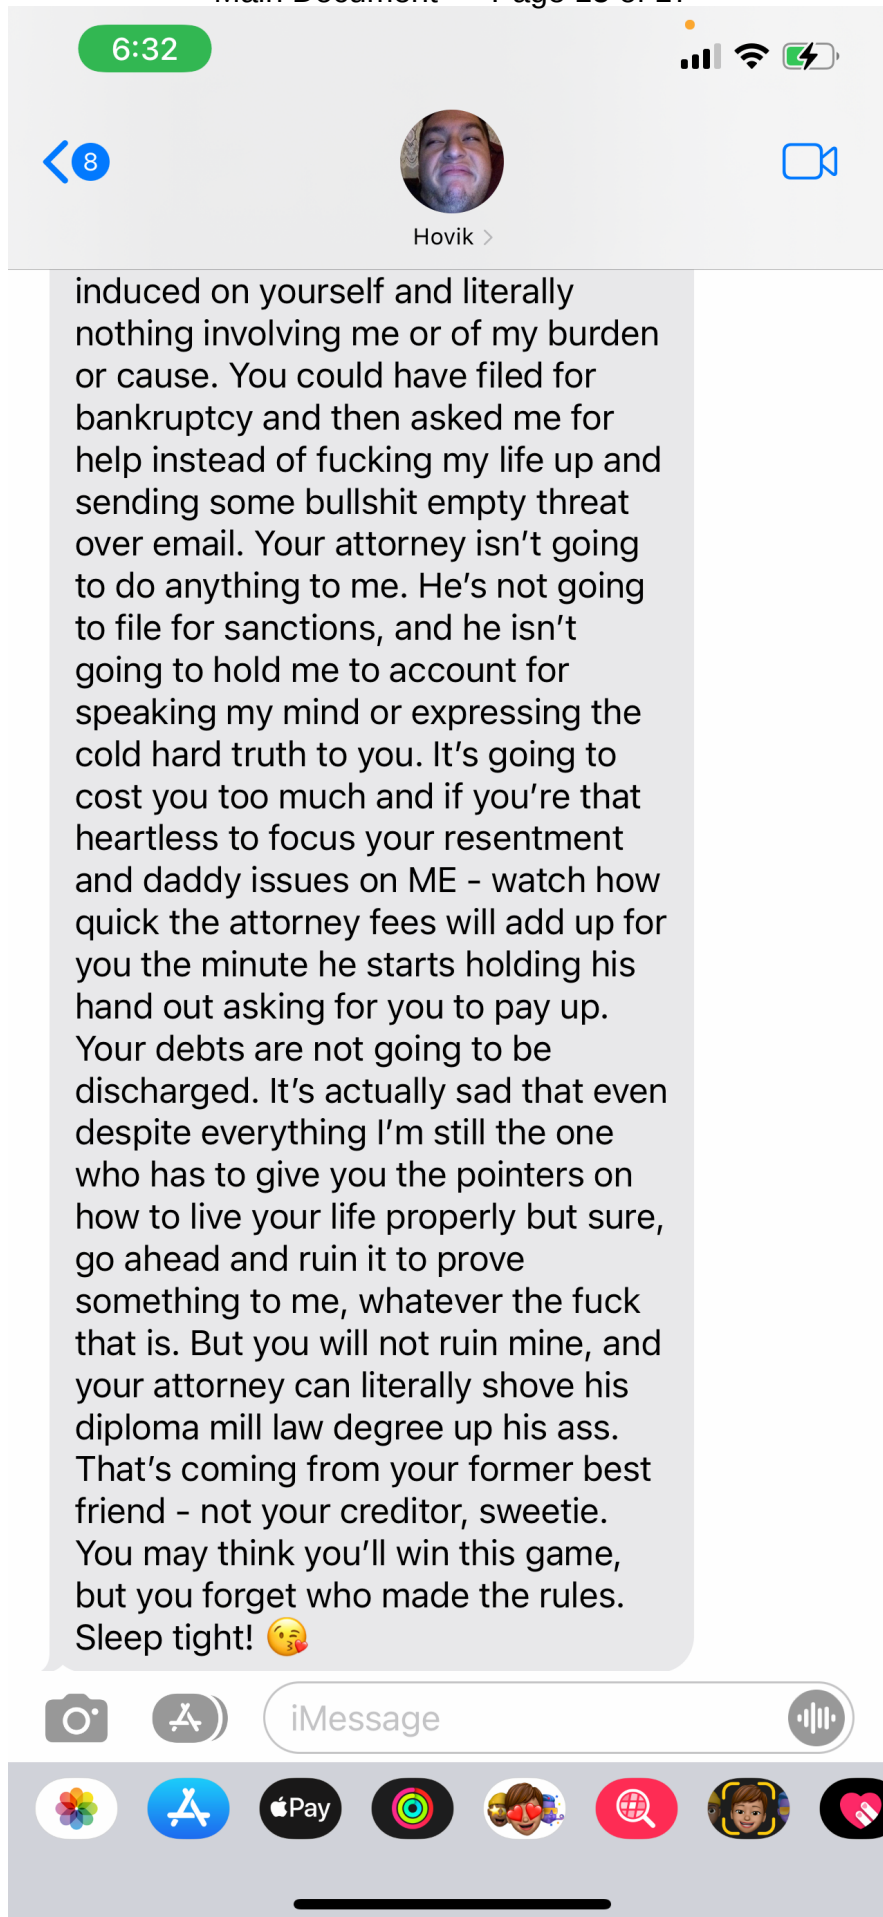 6:32
8
Hovik
induced on yourself and literally
nothing involving me or of my burden
or cause. You could have filed for
bankruptcy and then asked me for
help instead of fucking my life up and
sending some bullshit empty threat
over email. Your attorney isn’t going
to do anything to me. He’s not going
to file for sanctions, and he isn’t
going to hold me to account for
speaking my mind or expressing the
cold hard truth to you. It’s going to
cost you too much and if you’re that
heartless to focus your resentment
and daddy issues on ME - watch how
quick the attorney fees will add up for
you the minute he starts holding his
hand out asking for you to pay up.
Your debts are not going to be
discharged. It’s actually sad that even
despite everything I’m still the one
who has to give you the pointers on
how to live your life properly but sure,
go ahead and ruin it to prove
something to me, whatever the fuck
that is. But you will not ruin mine, and
your attorney can literally shove his
diploma mill law degree up his ass.
That’s coming from your former best
friend - not your creditor, sweetie.
You may think you’ll win this game,
but you forget who made the rules.
Sleep tight! 😘
iMessage
Pay